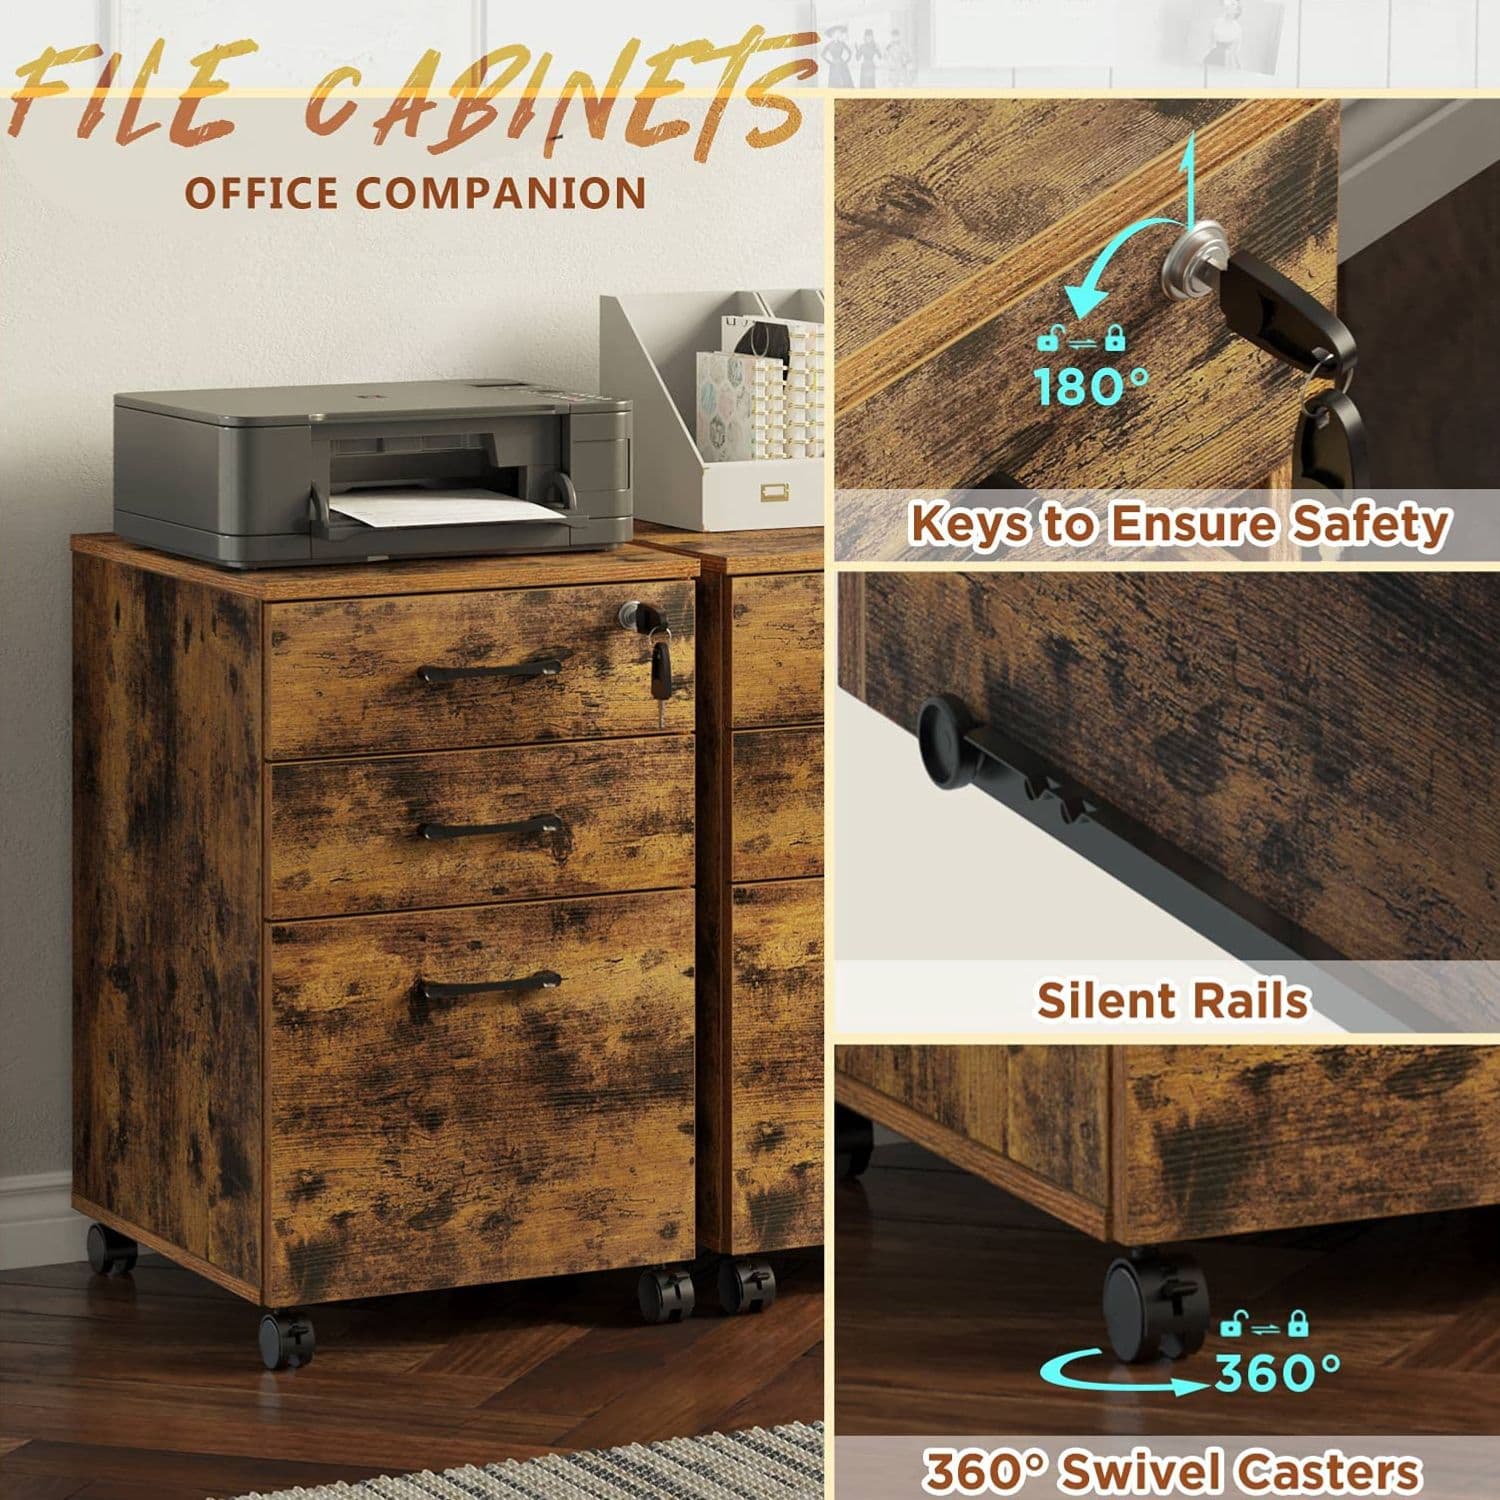 FILE CABINETS
OFFICE COMPANION
180°
Keys to Ensure Safety
Silent Rails
360°
360° Swivel Casters